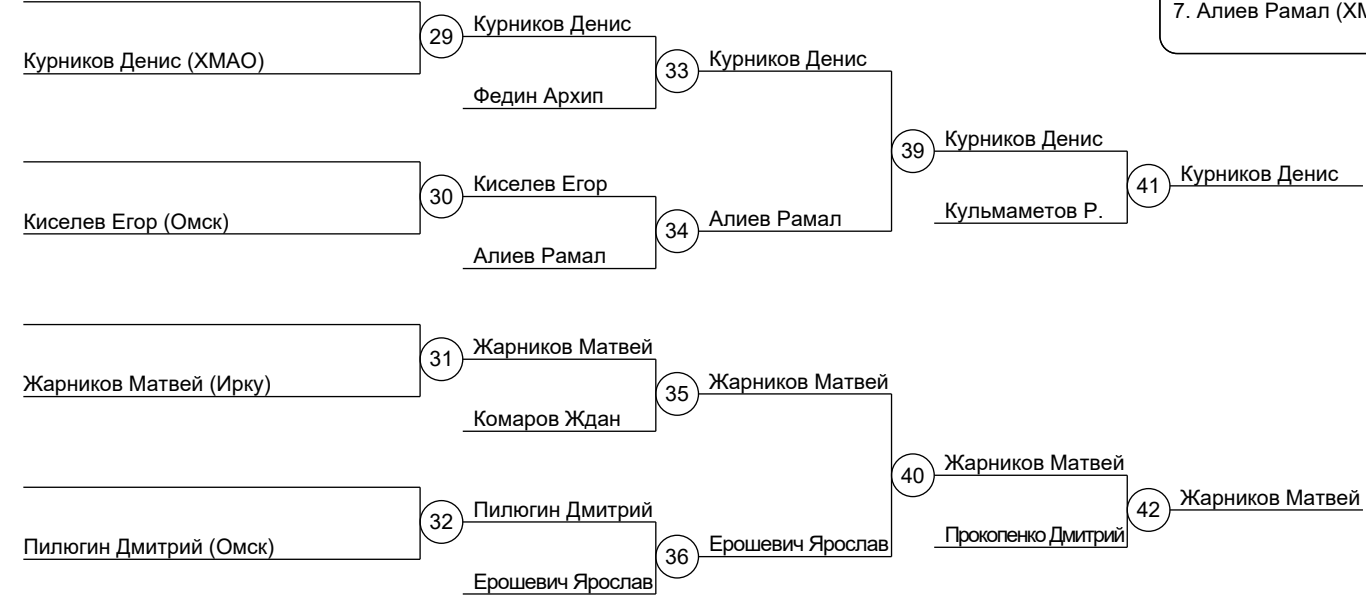 7. Алиев Рамал (ХМ
Курников Денис
29
Курников Денис (ХМАО)
Курников Денис
33
Федин Архип
Курников Денис
39
Киселев Егор
30
Курников Денис
41
Киселев Егор (Омск)
Алиев Рамал
34
Кульмаметов Р.
Алиев Рамал
Жарников Матвей
31
Жарников Матвей (Ирку)
Жарников Матвей
35
Комаров Ждан
Жарников Матвей
40
Жарников Матвей
42
Пилюгин Дмитрий
32
Прокопенко Дмитрий
Пилюгин Дмитрий (Омск)
Ерошевич Ярослав
36
Ерошевич Ярослав